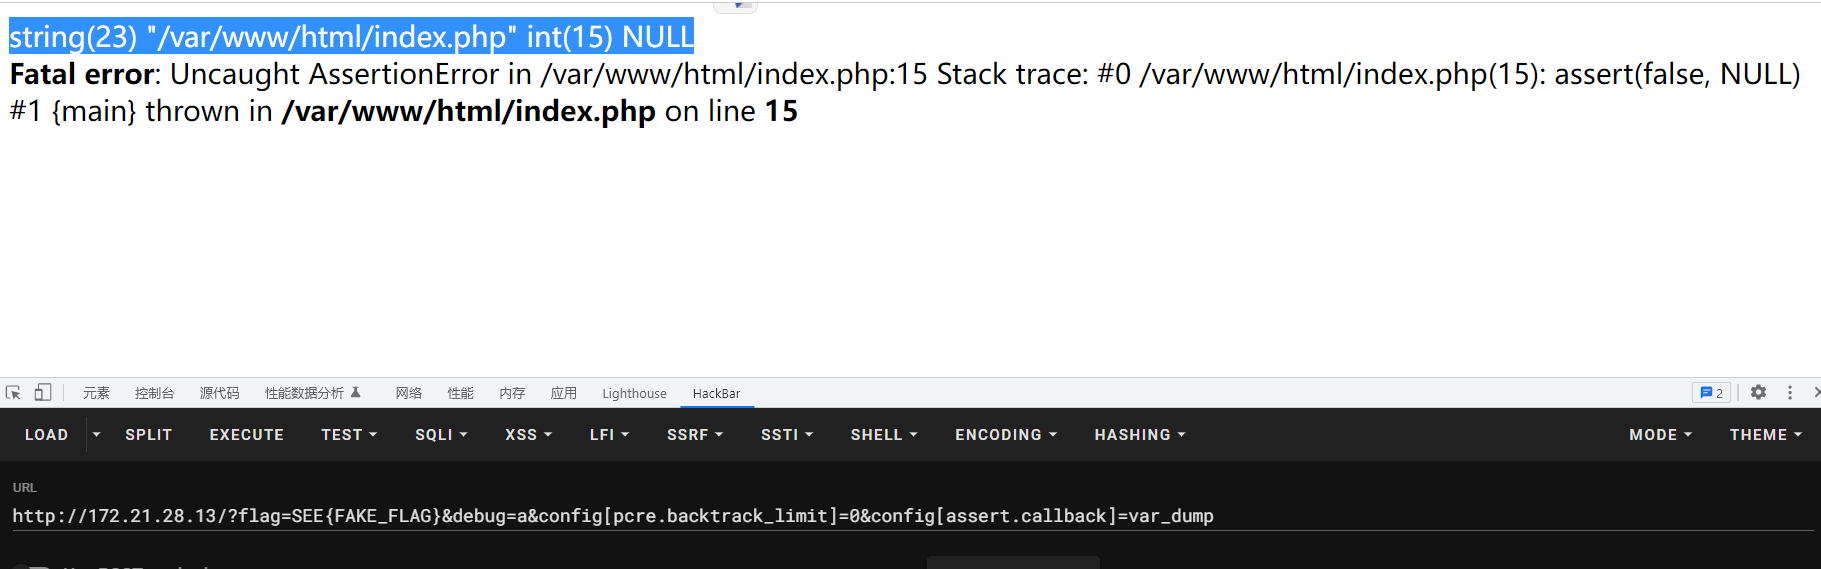 string(23) "/var/www/html/index.php" int(15) NULL
Fatal error: Uncaught AssertionError in /var/www/html/index.php:15 Stack trace: #0 /var/www/html/index.php(15): assert(false, NULL)
#1 {main} thrown in /var/www/html/index.php on line 15
元素 控制台 源代码 性能数据分析 网络 性能 内存 应用 Lighthouse HackBar 2
LOAD SPLIT EXECUTE TEST SQLI XSS LFI SSRF SSTI SHELL ENCODING HASHING MODE THEME
URL
http://172.21.28.13/?flag=SEE{FAKE_FLAG}&debug=a&config[pcre.backtrack_limit]=0&config[assert.callback]=var_dump